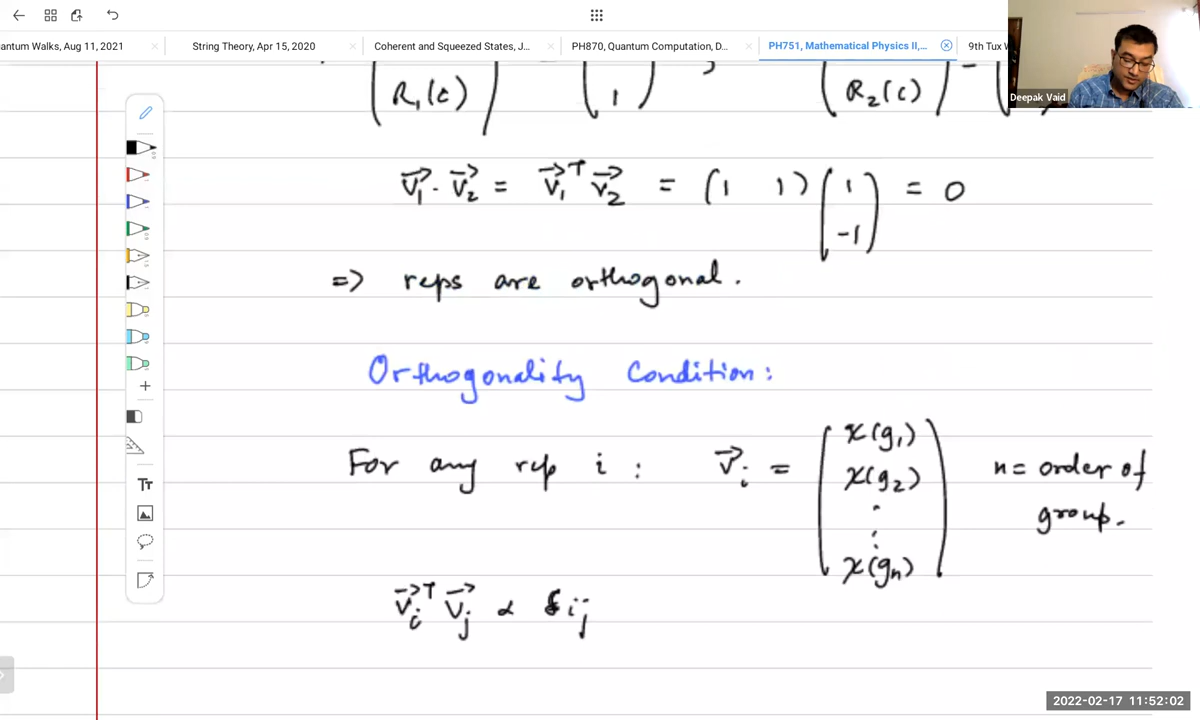 antum Walks, Aug 11, 2021 String Theory, Apr 15, 2020 Coherent and Squeezed States, J... PH870, Quantum Computation, D... PH751, Mathematical Physics II,... 9th Tux W
Deepak Vaid
R₁(c) 1 ; R₂(c) =
v⃗₁ · v⃗₂ = v⃗₁ᵀ v⃗₂ = (1 1) (1 -1) = 0
=> reps are orthogonal.
Orthogonality Condition:
For any rep i : v⃗ᵢ = (χ(g₁) χ(g₂) ⋮ χ(gₙ)) n = order of group.
v⃗ᵢᵀ v⃗ⱼ α δij
Tт
2022-02-17 11:52:02